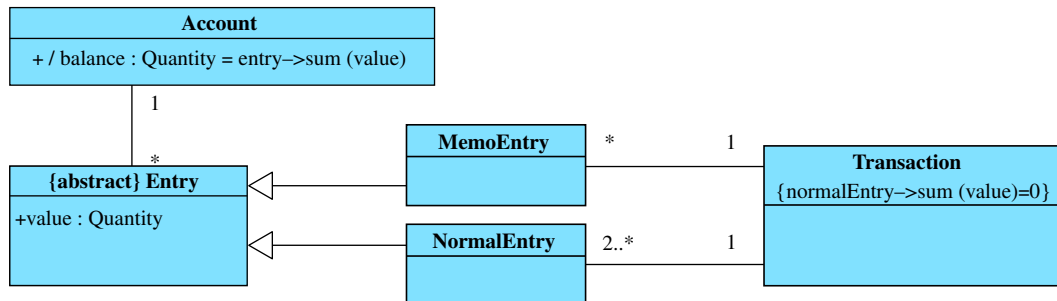 Account
+ / balance : Quantity = entry–>sum (value)
1
*
{abstract} Entry
+value : Quantity
MemoEntry
*
1
NormalEntry
2..*
1
Transaction
{normalEntry–>sum (value)=0}